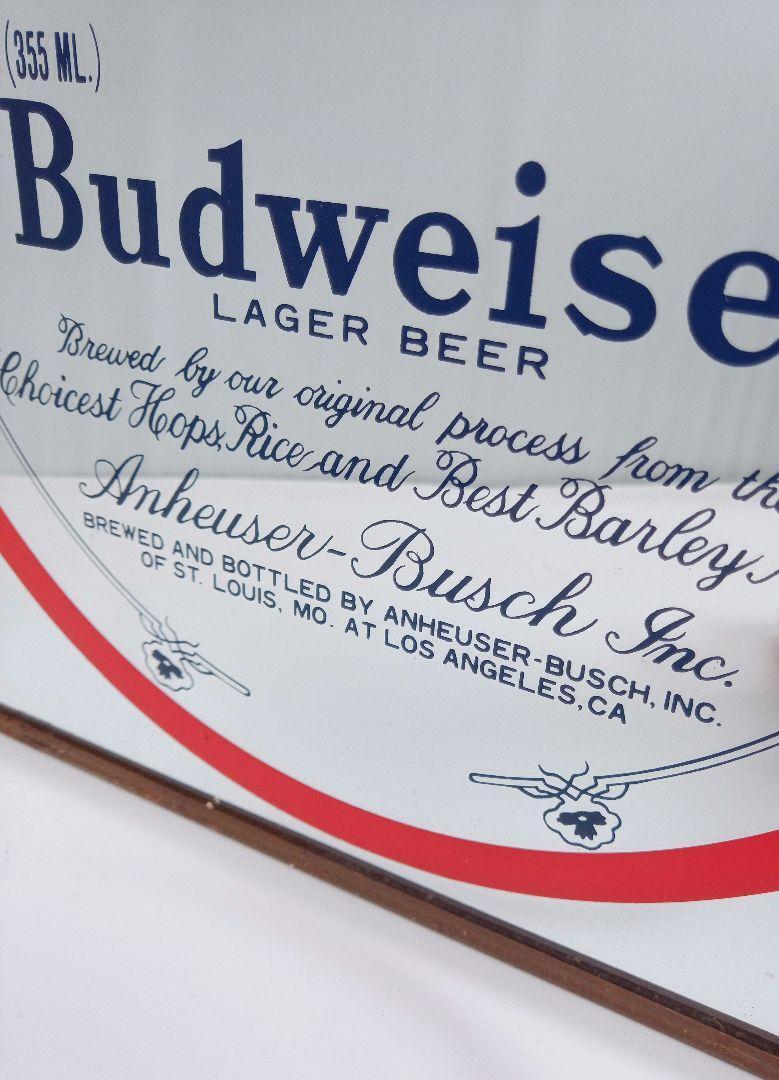 (355 ML.)
Budweise
LAGER BEER
Brewed by our original process from the
Choicest Hops, Rice and Best Barley
Anheuser-Busch Inc.
BREWED AND BOTTLED BY ANHEUSER-BUSCH, INC.
OF ST. LOUIS, MO. AT LOS ANGELES, CA